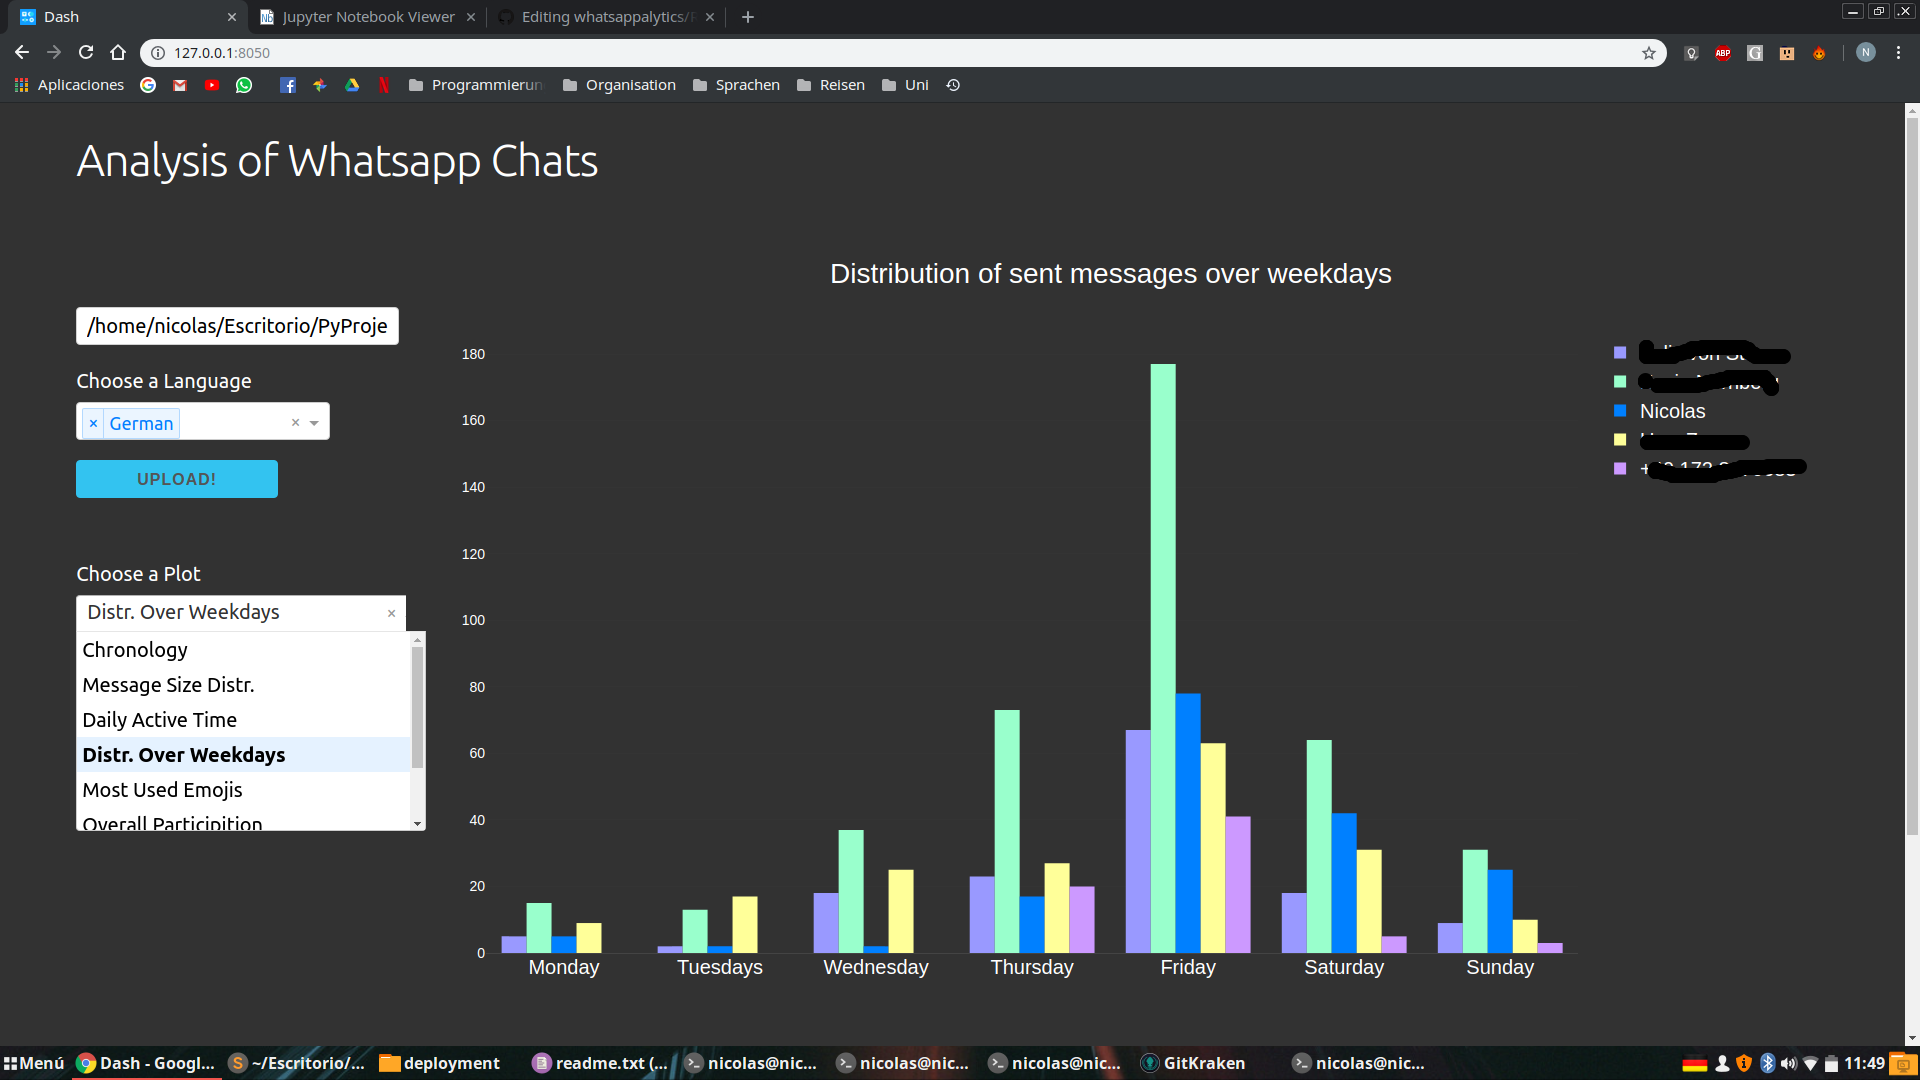 Dash
Jupyter Notebook Viewer
Editing whatsappalytics/
127.0.0.1:8050
ABP
G
N
Aplicaciones
Programmierun
Organisation
Sprachen
Reisen
Uni
Analysis of Whatsapp Chats
Distribution of sent messages over weekdays
/home/nicolas/Escritorio/PyProje
Choose a Language
× German
UPLOAD!
Choose a Plot
Distr. Over Weekdays
Chronology
Message Size Distr.
Daily Active Time
Distr. Over Weekdays
Most Used Emojis
Overall Participition
180
160
140
120
100
80
60
40
20
0
Monday
Tuesdays
Wednesday
Thursday
Friday
Saturday
Sunday
Nicolas
Menú
Dash - Googl...
~/Escritorio/...
deployment
readme.txt (...
nicolas@nic...
nicolas@nic...
nicolas@nic...
GitKraken
nicolas@nic...
11:49